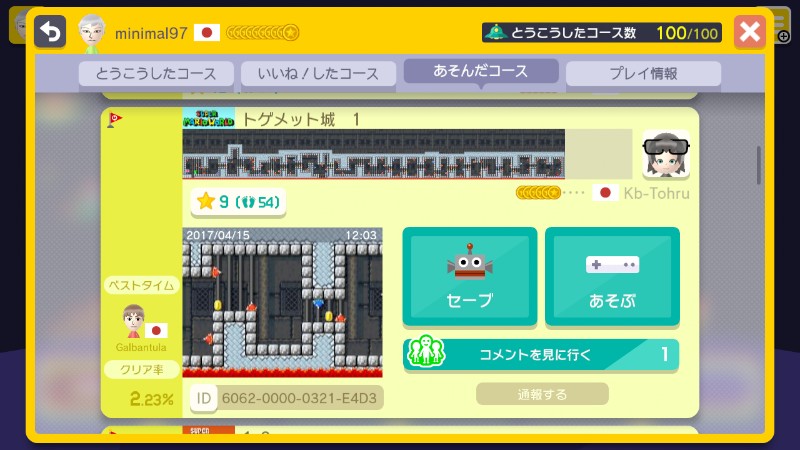 minimal97
とうこうしたコース数 100/100
とうこうしたコース
いいね!したコース
あそんだコース
プレイ情報
SUPER MARIO WORLD
トゲメット城 1
9 (54)
Kb-Tohru
2017/04/15 12:03
ベストタイム
Galbantula
クリア率
2.23%
セーブ
あそぶ
コメントを見に行く 1
ID 6062-0000-0321-E4D3
通報する